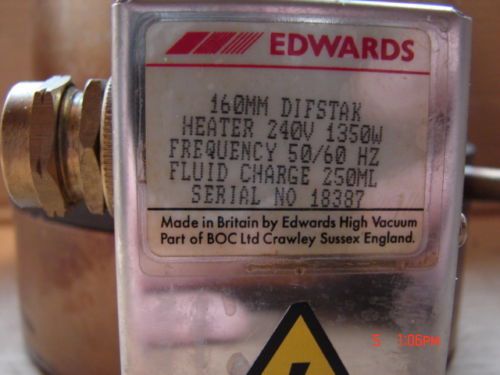 EDWARDS
160MM DIFSTAK
HEATER 240V 1350W
FREQUENCY 50/60 HZ
FLUID CHARGE 250ML
SERIAL NO 18387
Made in Britain by Edwards High Vacuum
Part of BOC Ltd Crawley Sussex England.
5 1:06PM